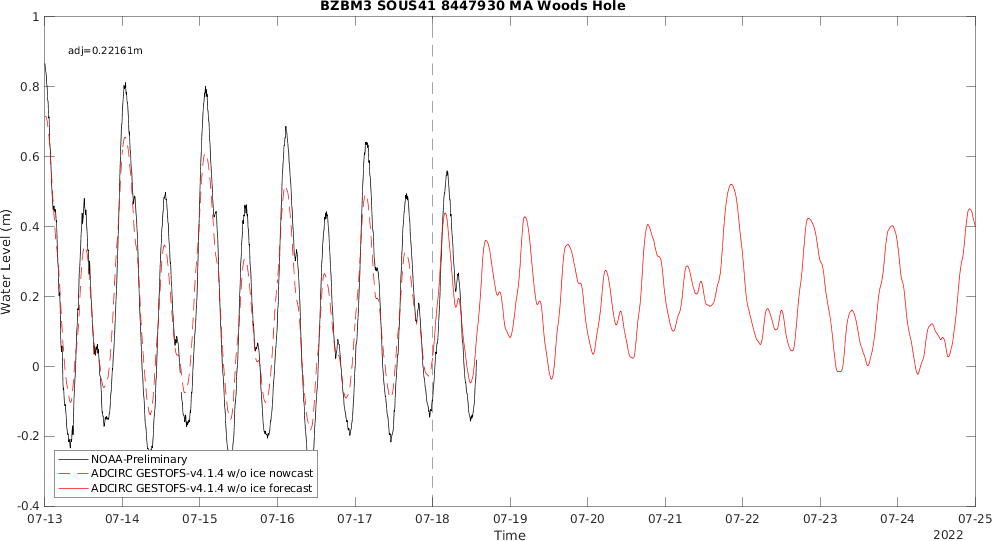 BZBM3 SOUS41 8447930 MA Woods Hole
adj=0.22161m
Water Level (m)
1
0.8
0.6
0.4
0.2
0
-0.2
-0.4
NOAA-Preliminary
ADCIRC GESTOFS-v4.1.4 w/o ice nowcast
ADCIRC GESTOFS-v4.1.4 w/o ice forecast
07-13 07-14 07-15 07-16 07-17 07-18 07-19 07-20 07-21 07-22 07-23 07-24 07-25
Time
2022